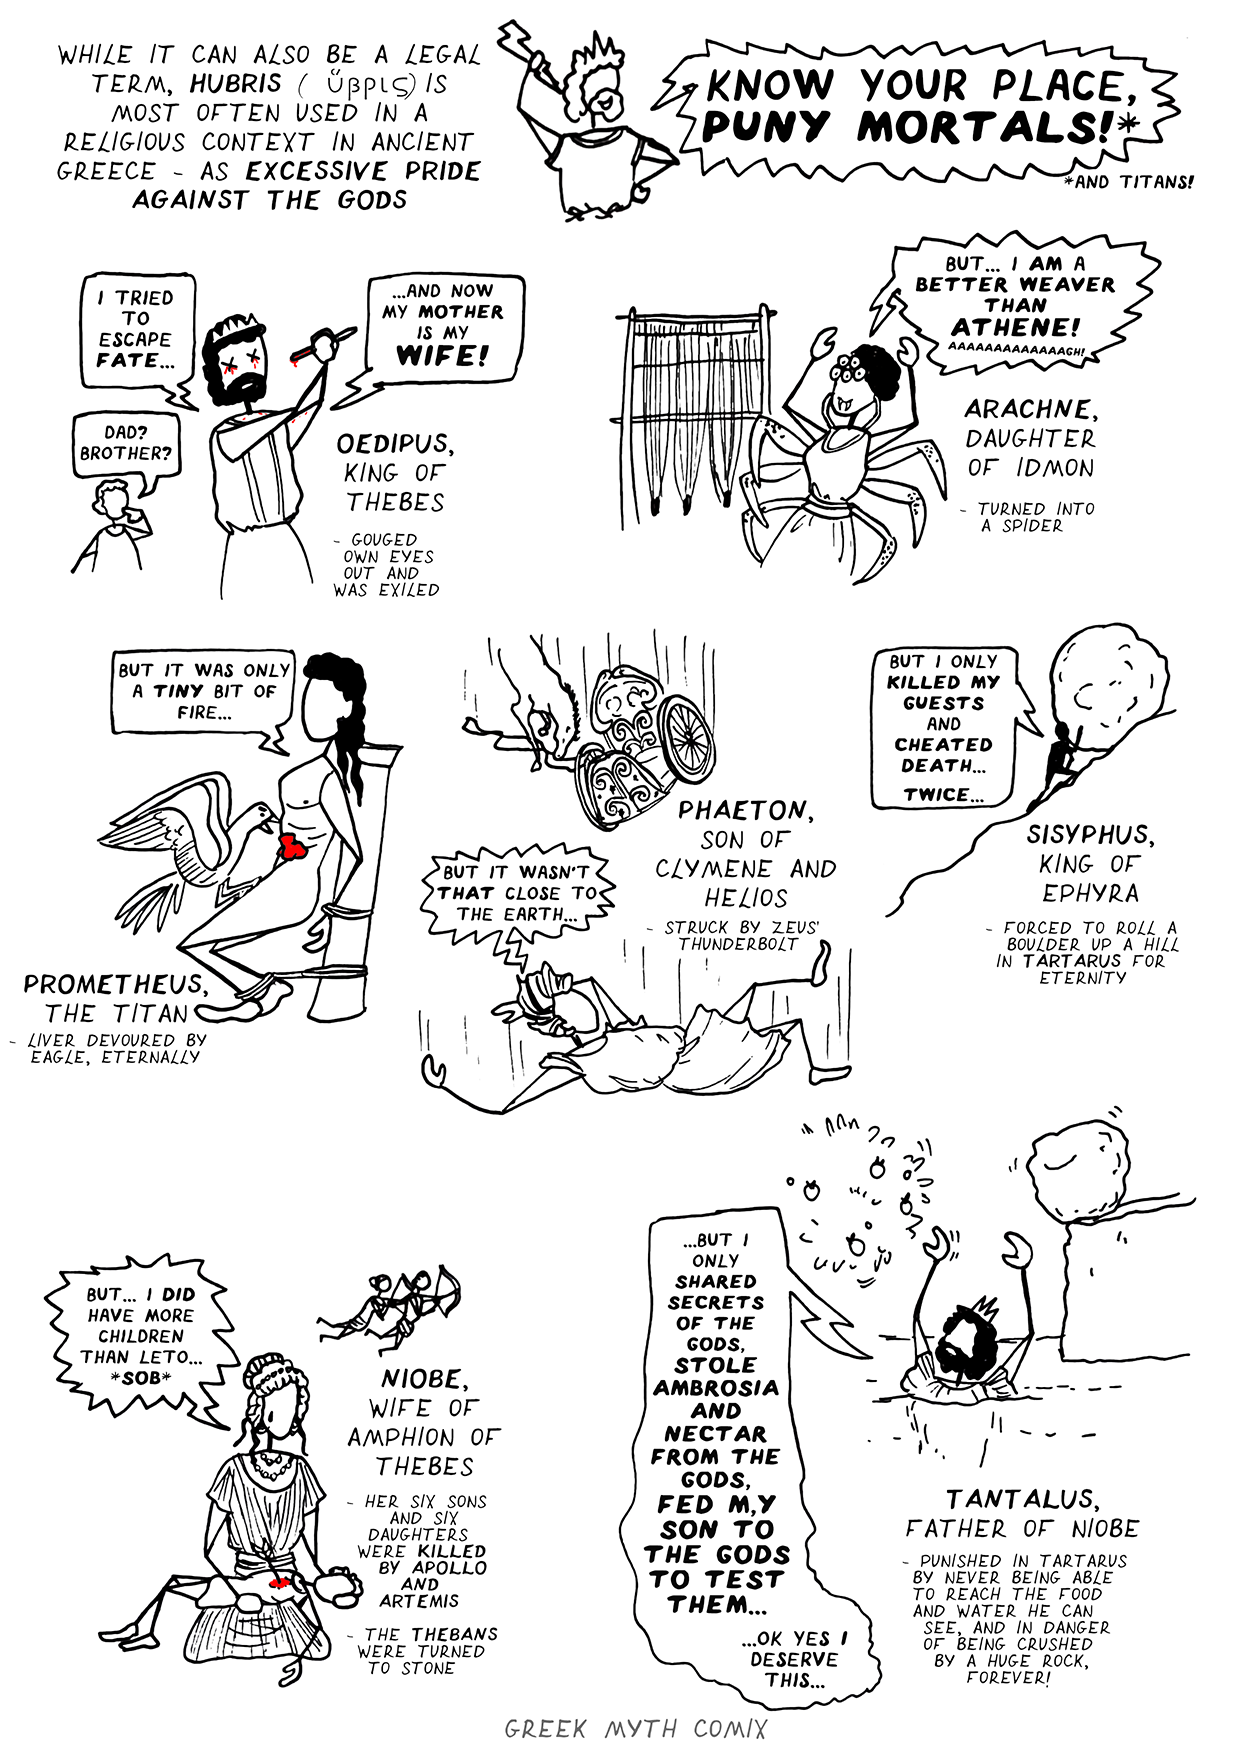 WHILE IT CAN ALSO BE A LEGAL
TERM, HUBRIS ( ὕβρις) IS
MOST OFTEN USED IN A
RELIGIOUS CONTEXT IN ANCIENT
GREECE - AS EXCESSIVE PRIDE
AGAINST THE GODS
KNOW YOUR PLACE,
PUNY MORTALS!*
*AND TITANS!
I TRIED
TO
ESCAPE
FATE...
...AND NOW
MY MOTHER
IS MY
WIFE!
DAD?
BROTHER?
OEDIPUS,
KING OF
THEBES
- GOUGED
OWN EYES
OUT AND
WAS EXILED
BUT... I AM A
BETTER WEAVER
THAN
ATHENE!
AAAAAAAAAAAAAGH!
ARACHNE,
DAUGHTER
OF IDMON
- TURNED INTO
A SPIDER
BUT IT WAS ONLY
A TINY BIT OF
FIRE...
PROMETHEUS,
THE TITAN
- LIVER DEVOURED BY
EAGLE, ETERNALLY
PHAETON,
SON OF
CLYMENE AND
HELIOS
- STRUCK BY ZEUS'
THUNDERBOLT
BUT IT WASN'T
THAT CLOSE TO
THE EARTH...
BUT I ONLY
KILLED MY
GUESTS
AND
CHEATED
DEATH...
TWICE...
SISYPHUS,
KING OF
EPHYRA
- FORCED TO ROLL A
BOULDER UP A HILL
IN TARTARUS FOR
ETERNITY
BUT... I DID
HAVE MORE
CHILDREN
THAN LETO...
*SOB*
NIOBE,
WIFE OF
AMPHION OF
THEBES
- HER SIX SONS
AND SIX
DAUGHTERS
WERE KILLED
BY APOLLO
AND
ARTEMIS
- THE THEBANS
WERE TURNED
TO STONE
...BUT I
ONLY
SHARED
SECRETS
OF THE
GODS,
STOLE
AMBROSIA
AND
NECTAR
FROM THE
GODS,
FED M,Y
SON TO
THE GODS
TO TEST
THEM...
...OK YES I
DESERVE
THIS...
TANTALUS,
FATHER OF NIOBE
- PUNISHED IN TARTARUS
BY NEVER BEING ABLE
TO REACH THE FOOD
AND WATER HE CAN
SEE, AND IN DANGER
OF BEING CRUSHED
BY A HUGE ROCK,
FOREVER!
GREEK MYTH COMIX